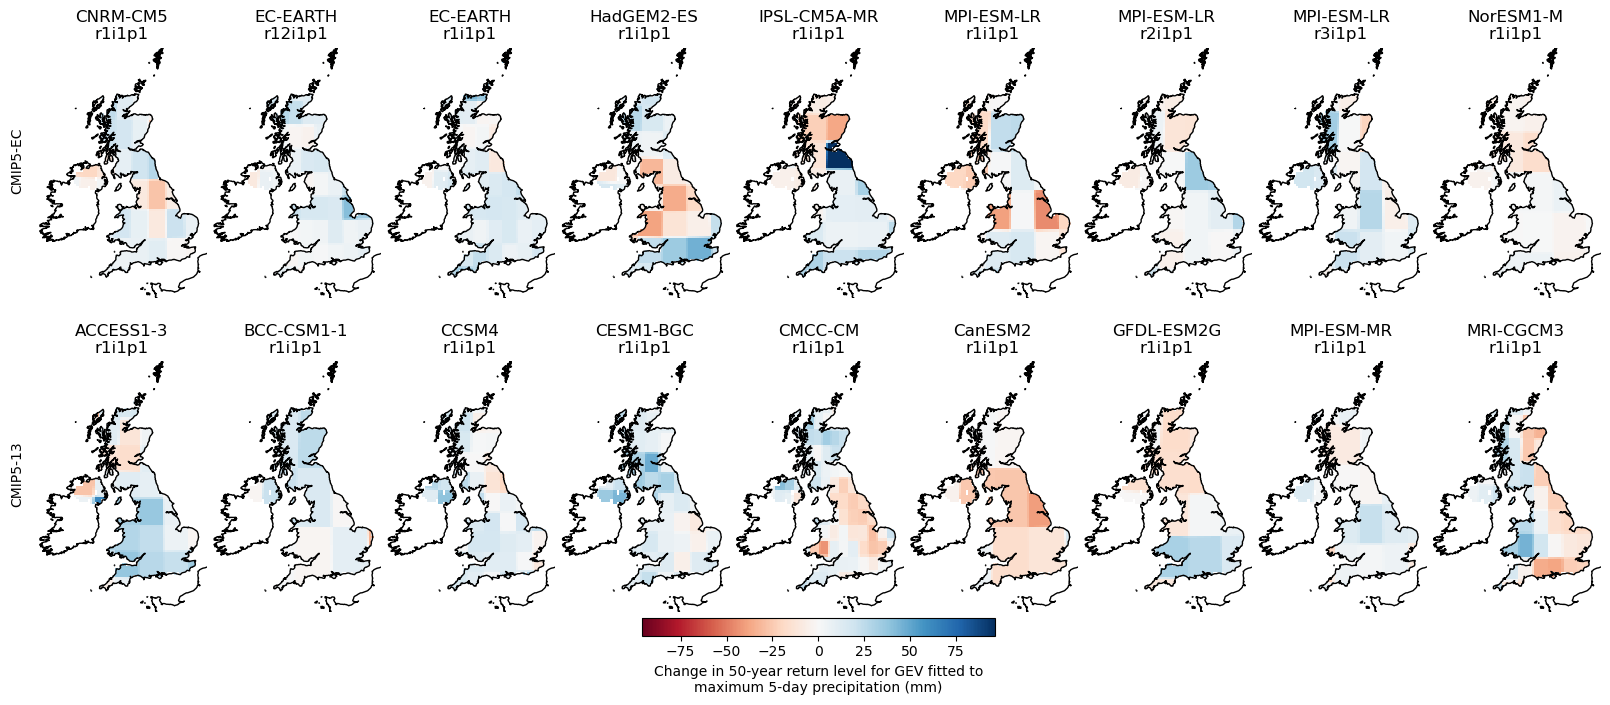 CNRM-CM5 EC-EARTH EC-EARTH HadGEM2-ES IPSL-CM5A-MR MPI-ESM-LR MPI-ESM-LR MPI-ESM-LR NorESM1-M
r1i1p1 r12i1p1 r1i1p1 r1i1p1 r1i1p1 r1i1p1 r2i1p1 r3i1p1 r1i1p1
CMIP5-EC
ACCESS1-3 BCC-CSM1-1 CCSM4 CESM1-BGC CMCC-CM CanESM2 GFDL-ESM2G MPI-ESM-MR MRI-CGCM3
r1i1p1 r1i1p1 r1i1p1 r1i1p1 r1i1p1 r1i1p1 r1i1p1 r1i1p1 r1i1p1
CMIP5-13
−75 −50 −25 0 25 50 75
Change in 50-year return level for GEV fitted to
maximum 5-day precipitation (mm)